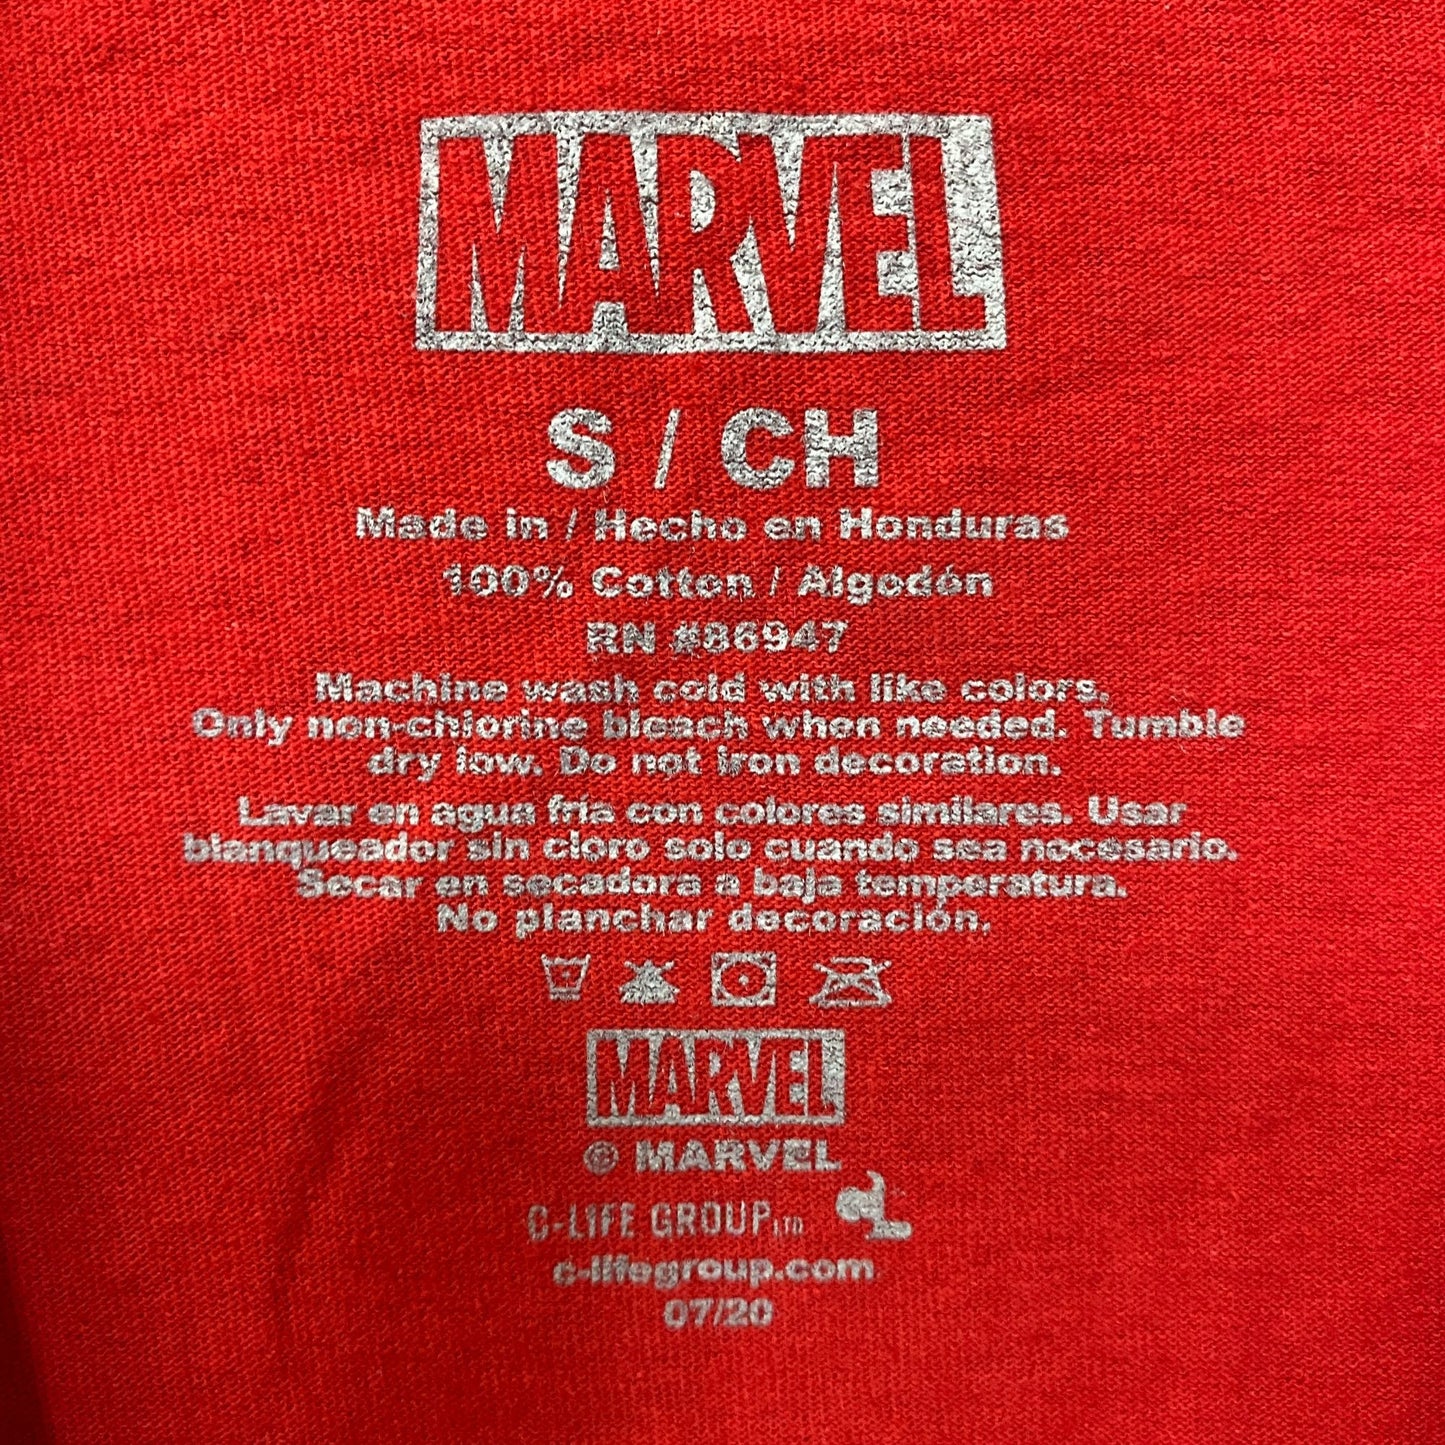 MARVEL
S / CH
Made in / Hecho en Honduras
100% Cotton / Algodón
RN #86947
Machine wash cold with like colors.
Only non-chlorine bleach when needed. Tumble
dry low. Do not iron decoration.
Lavar en agua fría con colores similares. Usar
blanqueador sin cloro solo cuando sea necesario.
Secar en secadora a baja temperatura.
No planchar decoración.
MARVEL
© MARVEL
C-LIFE GROUP LTD
c-lifegroup.com
07/20